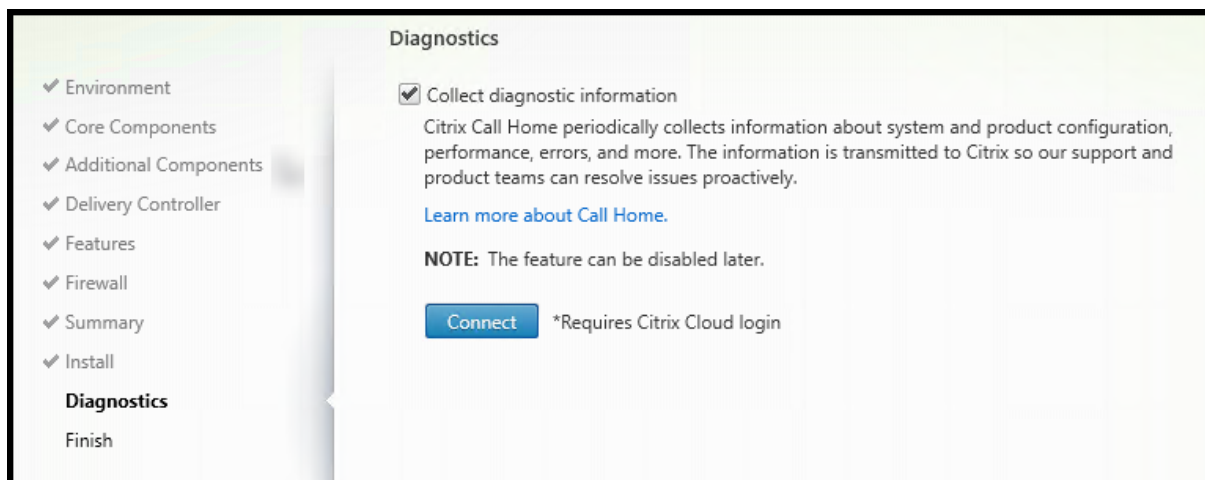 Diagnostics
Environment
Core Components
Additional Components
Delivery Controller
Features
Firewall
Summary
Install
Diagnostics
Finish
Collect diagnostic information
Citrix Call Home periodically collects information about system and product configuration,
performance, errors, and more. The information is transmitted to Citrix so our support and
product teams can resolve issues proactively.
Learn more about Call Home.
NOTE: The feature can be disabled later.
Connect *Requires Citrix Cloud login